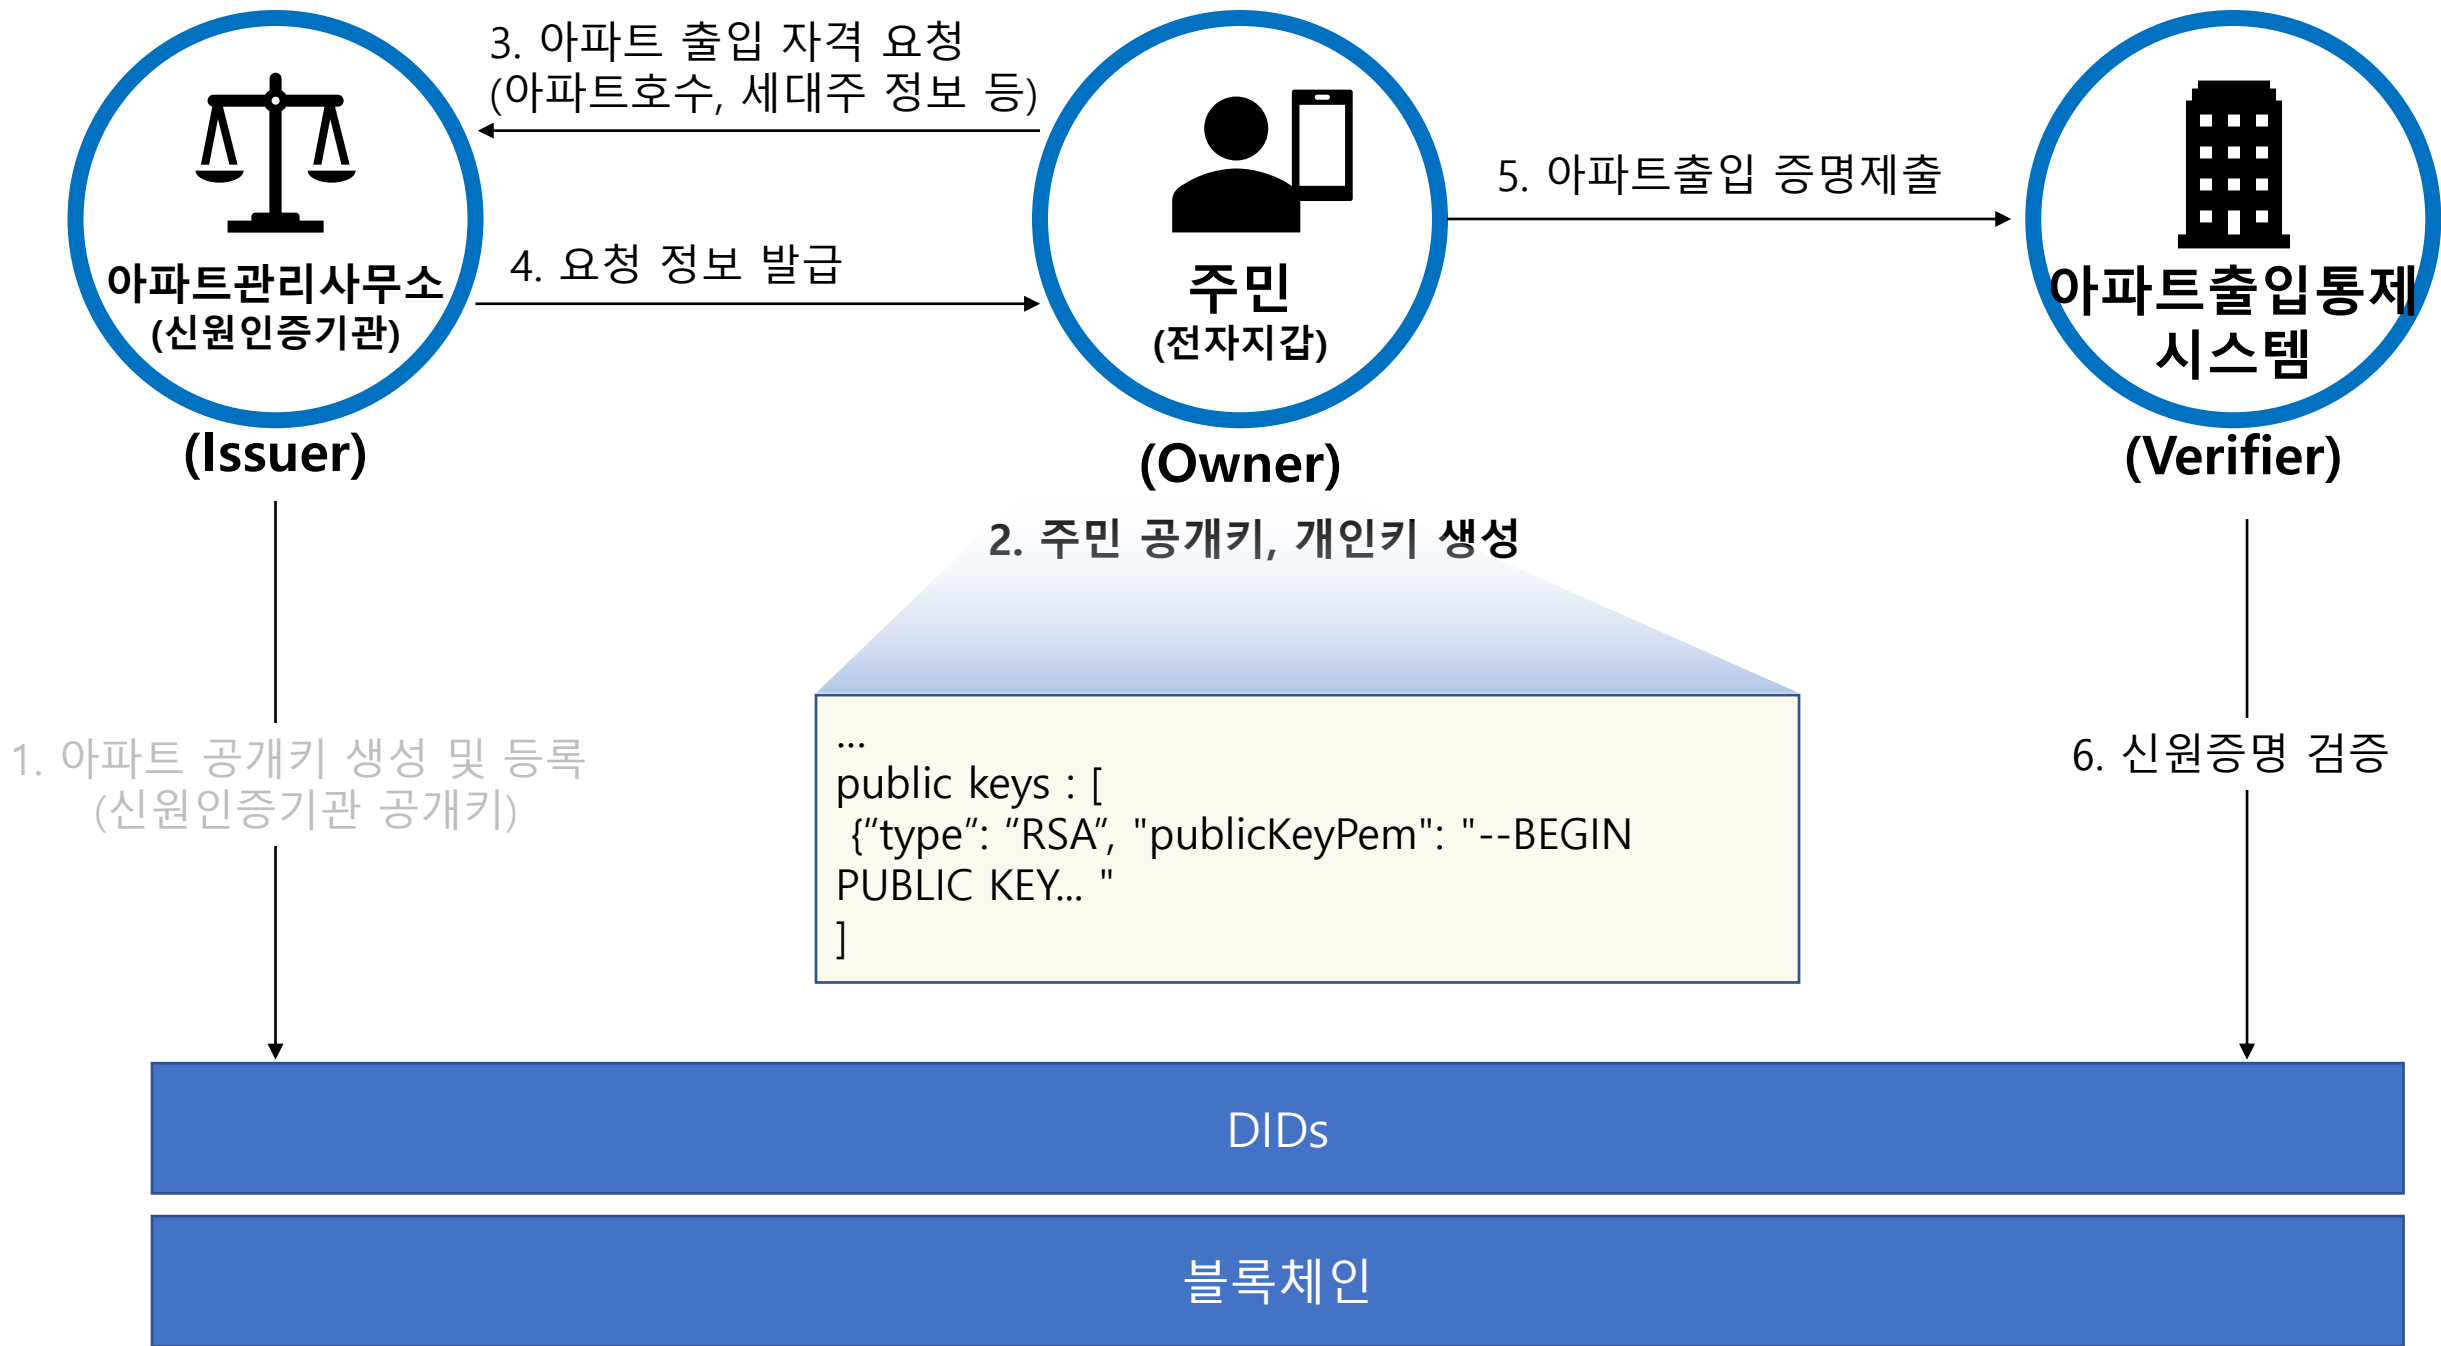 3. 아파트 출입 자격 요청
(아파트호수, 세대주 정보 등)
5. 아파트출입 증명제출
4. 요청 정보 발급
아파트관리사무소
(신원인증기관)
주민
(전자지갑)
아파트출입통제
시스템
(Issuer)
(Owner)
(Verifier)
2. 주민 공개키, 개인키 생성
1. 아파트 공개키 생성 및 등록
(신원인증기관 공개키)
6. 신원증명 검증
...
public keys : [
{“type”: “RSA”, "publicKeyPem": "--BEGIN
PUBLIC KEY... "
]
DIDs
블록체인